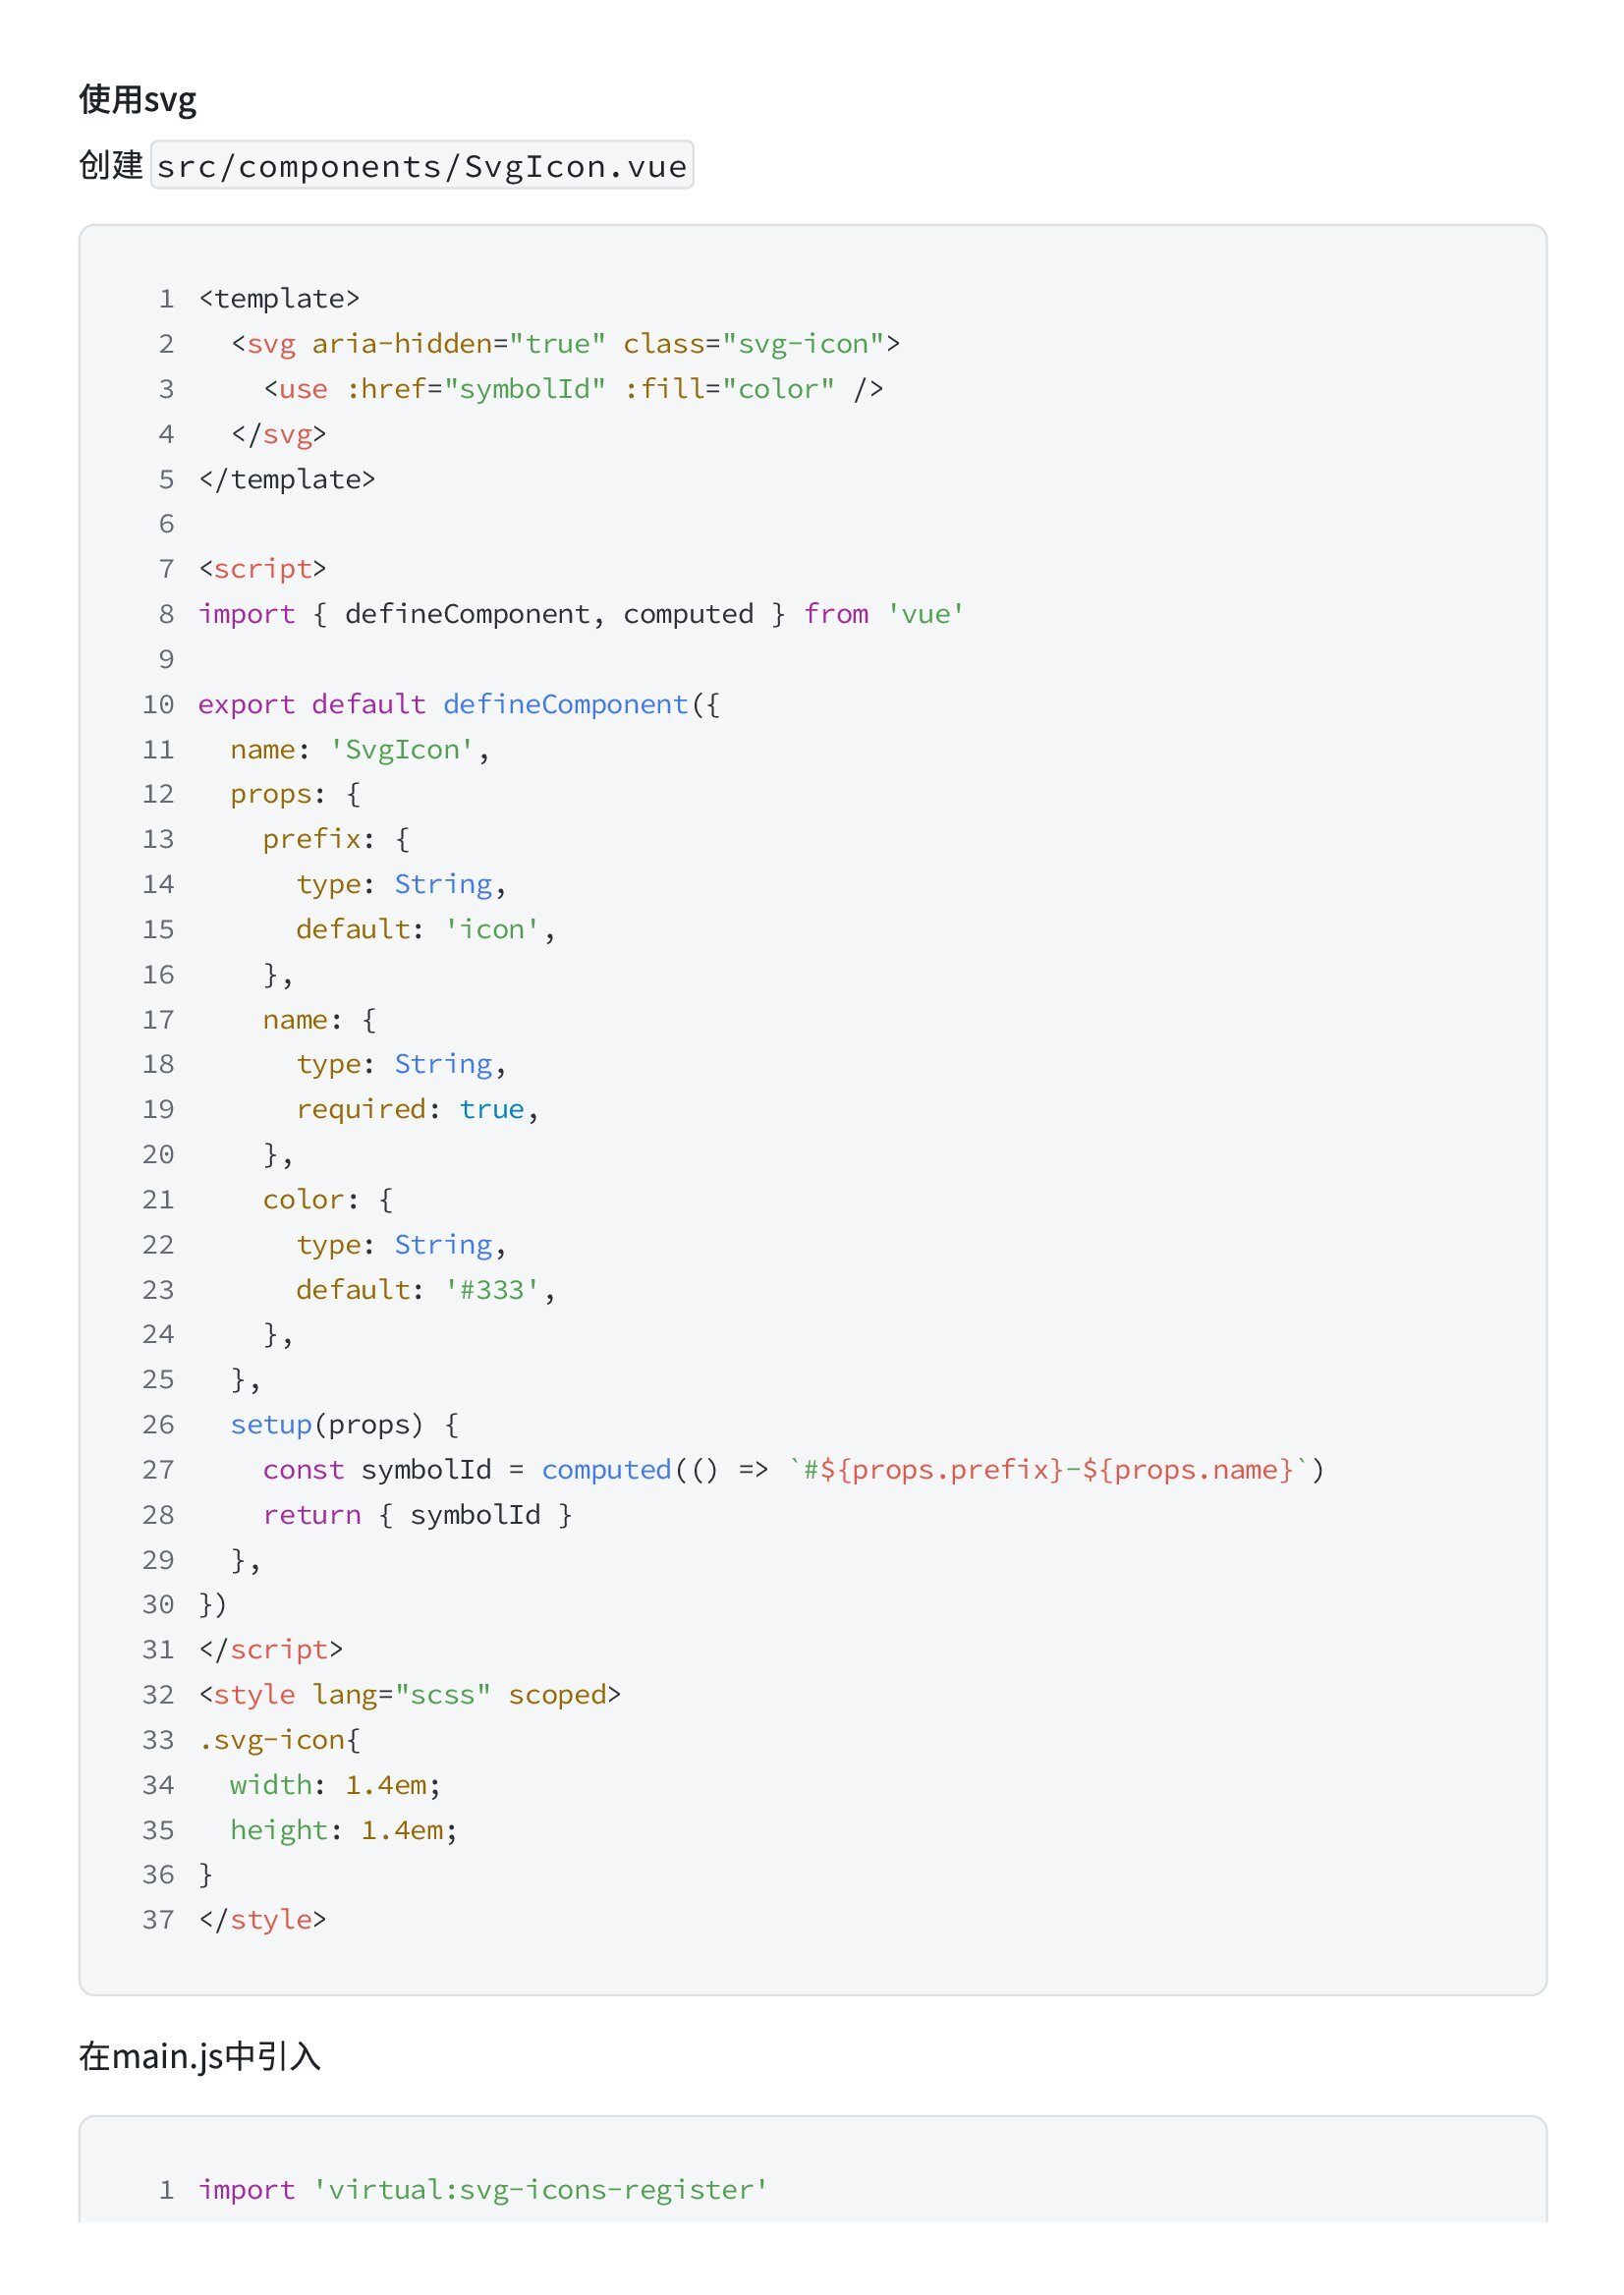 使用svg
创建 src/components/SvgIcon.vue
1 <template>
2   <svg aria-hidden="true" class="svg-icon">
3     <use :href="symbolId" :fill="color" />
4   </svg>
5 </template>
6
7 <script>
8 import { defineComponent, computed } from 'vue'
9
10 export default defineComponent({
11   name: 'SvgIcon',
12   props: {
13     prefix: {
14       type: String,
15       default: 'icon',
16     },
17     name: {
18       type: String,
19       required: true,
20     },
21     color: {
22       type: String,
23       default: '#333',
24     },
25   },
26   setup(props) {
27     const symbolId = computed(() => `#${props.prefix}-${props.name}`)
28     return { symbolId }
29   },
30 })
31 </script>
32 <style lang="scss" scoped>
33 .svg-icon{
34   width: 1.4em;
35   height: 1.4em;
36 }
37 </style>
在main.js中引入
1 import 'virtual:svg-icons-register'